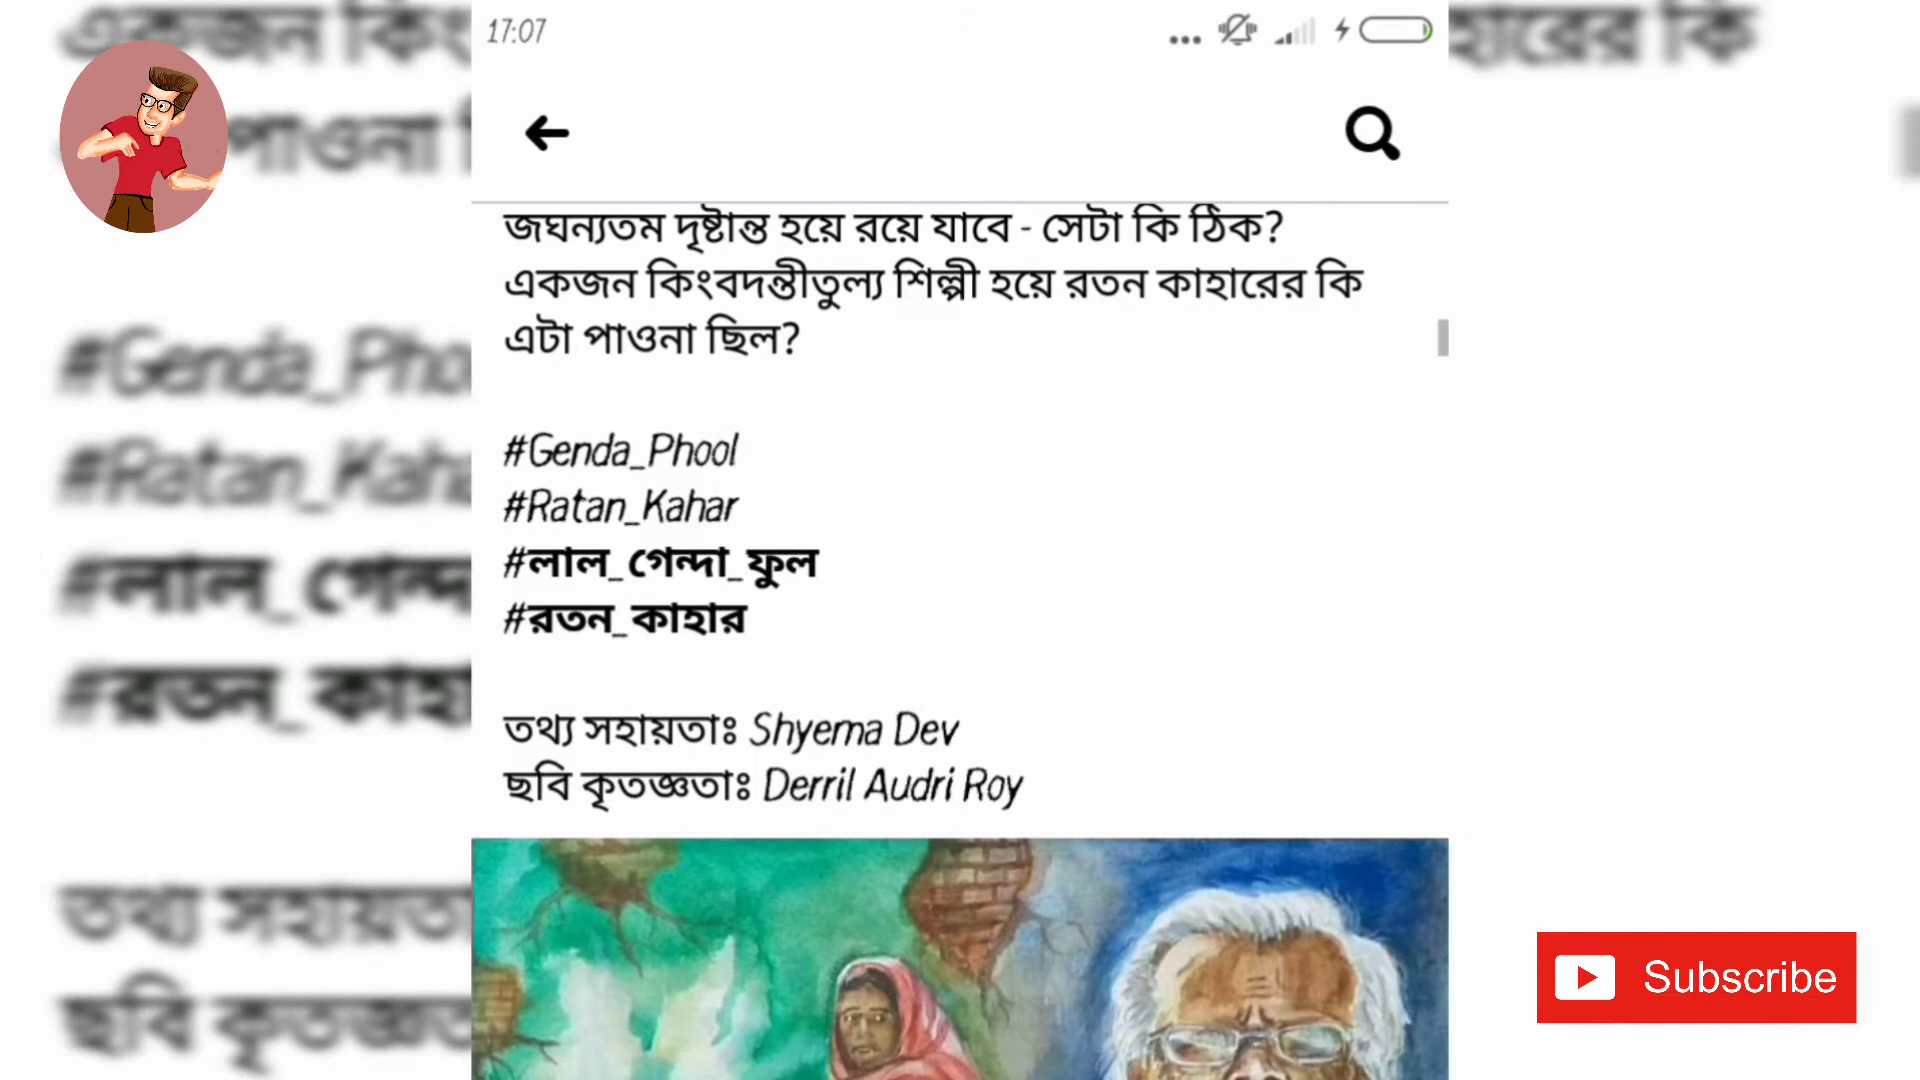 17:07
জঘন্যতম দৃষ্টান্ত হয়ে রয়ে যাবে - সেটা কি ঠিক?
একজন কিংবদন্তীতুল্য শিল্পী হয়ে রতন কাহারের কি
এটা পাওনা ছিল?
#Genda_Phool
#Ratan_Kahar
#লাল_গেন্দা_ফুল
#রতন_কাহার
তথ্য সহায়তাঃ Shyema Dev
ছবি কৃতজ্ঞতাঃ Derril Audri Roy
Subscribe